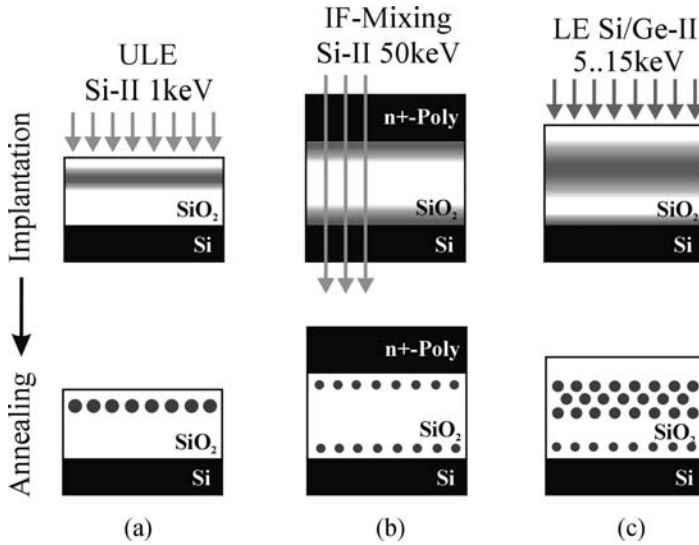 ULE
Si-II 1keV
IF-Mixing
Si-II 50keV
LE Si/Ge-II
5..15keV
Implantation
n+-Poly
SiO₂
Si
SiO₂
Si
SiO₂
Si
Annealing
n+-Poly
SiO₂
Si
SiO₂
Si
SiO₂
Si
(a)
(b)
(c)